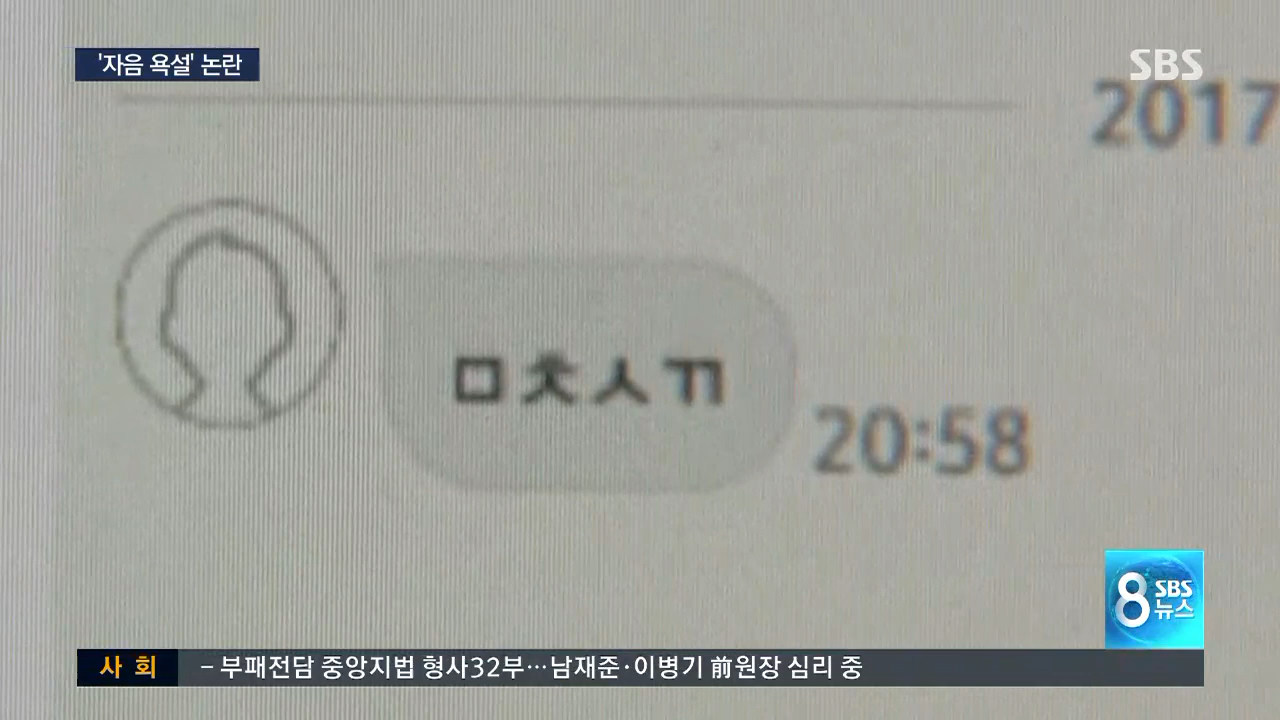 '자음 욕설' 논란
SBS
2017
ㅁㅊㅅㄲ
20:58
8 SBS 뉴스
사 회
– 부패전담 중앙지법 형사32부…남재준·이병기 前원장 심리 중